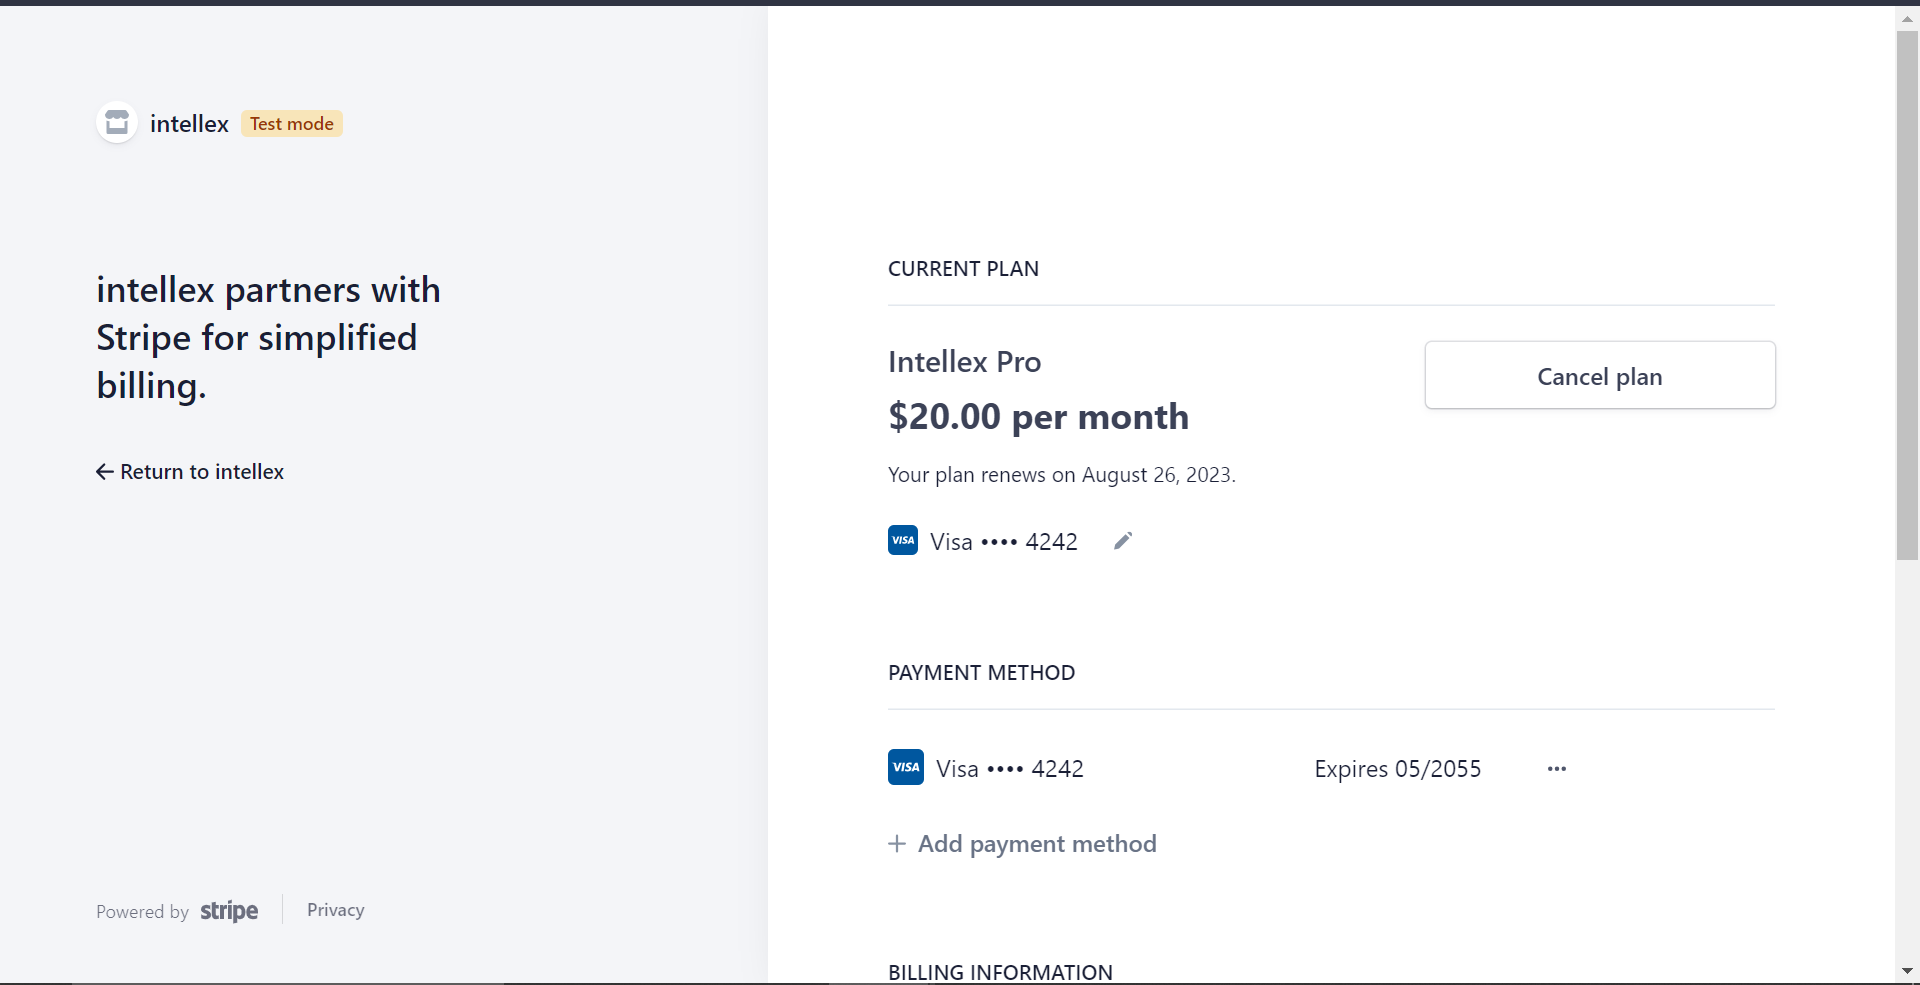 intellex Test mode
intellex partners with
Stripe for simplified
billing.
Return to intellex
Powered by stripe Privacy
CURRENT PLAN
Intellex Pro
Cancel plan
$20.00 per month
Your plan renews on August 26, 2023.
VISA Visa •••• 4242
PAYMENT METHOD
VISA Visa •••• 4242 Expires 05/2055
Add payment method
BILLING INFORMATION